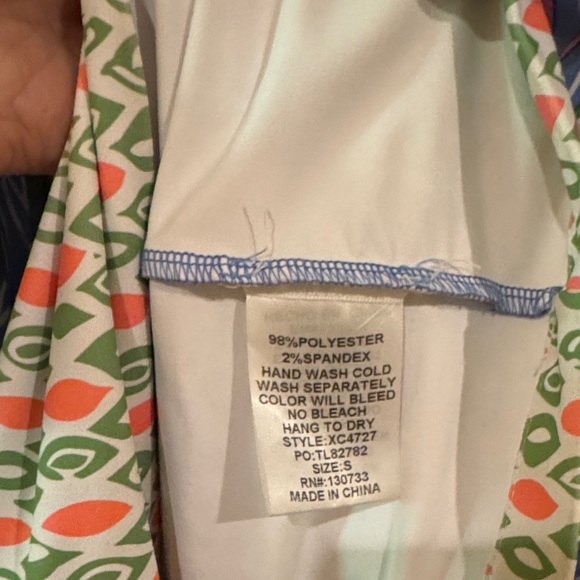 98%POLYESTER
2%SPANDEX
HAND WASH COLD
WASH SEPARATELY
COLOR WILL BLEED
NO BLEACH
HANG TO DRY
STYLE:XC4727
PO:TL82782
SIZE:S
RN#:130733
MADE IN CHINA